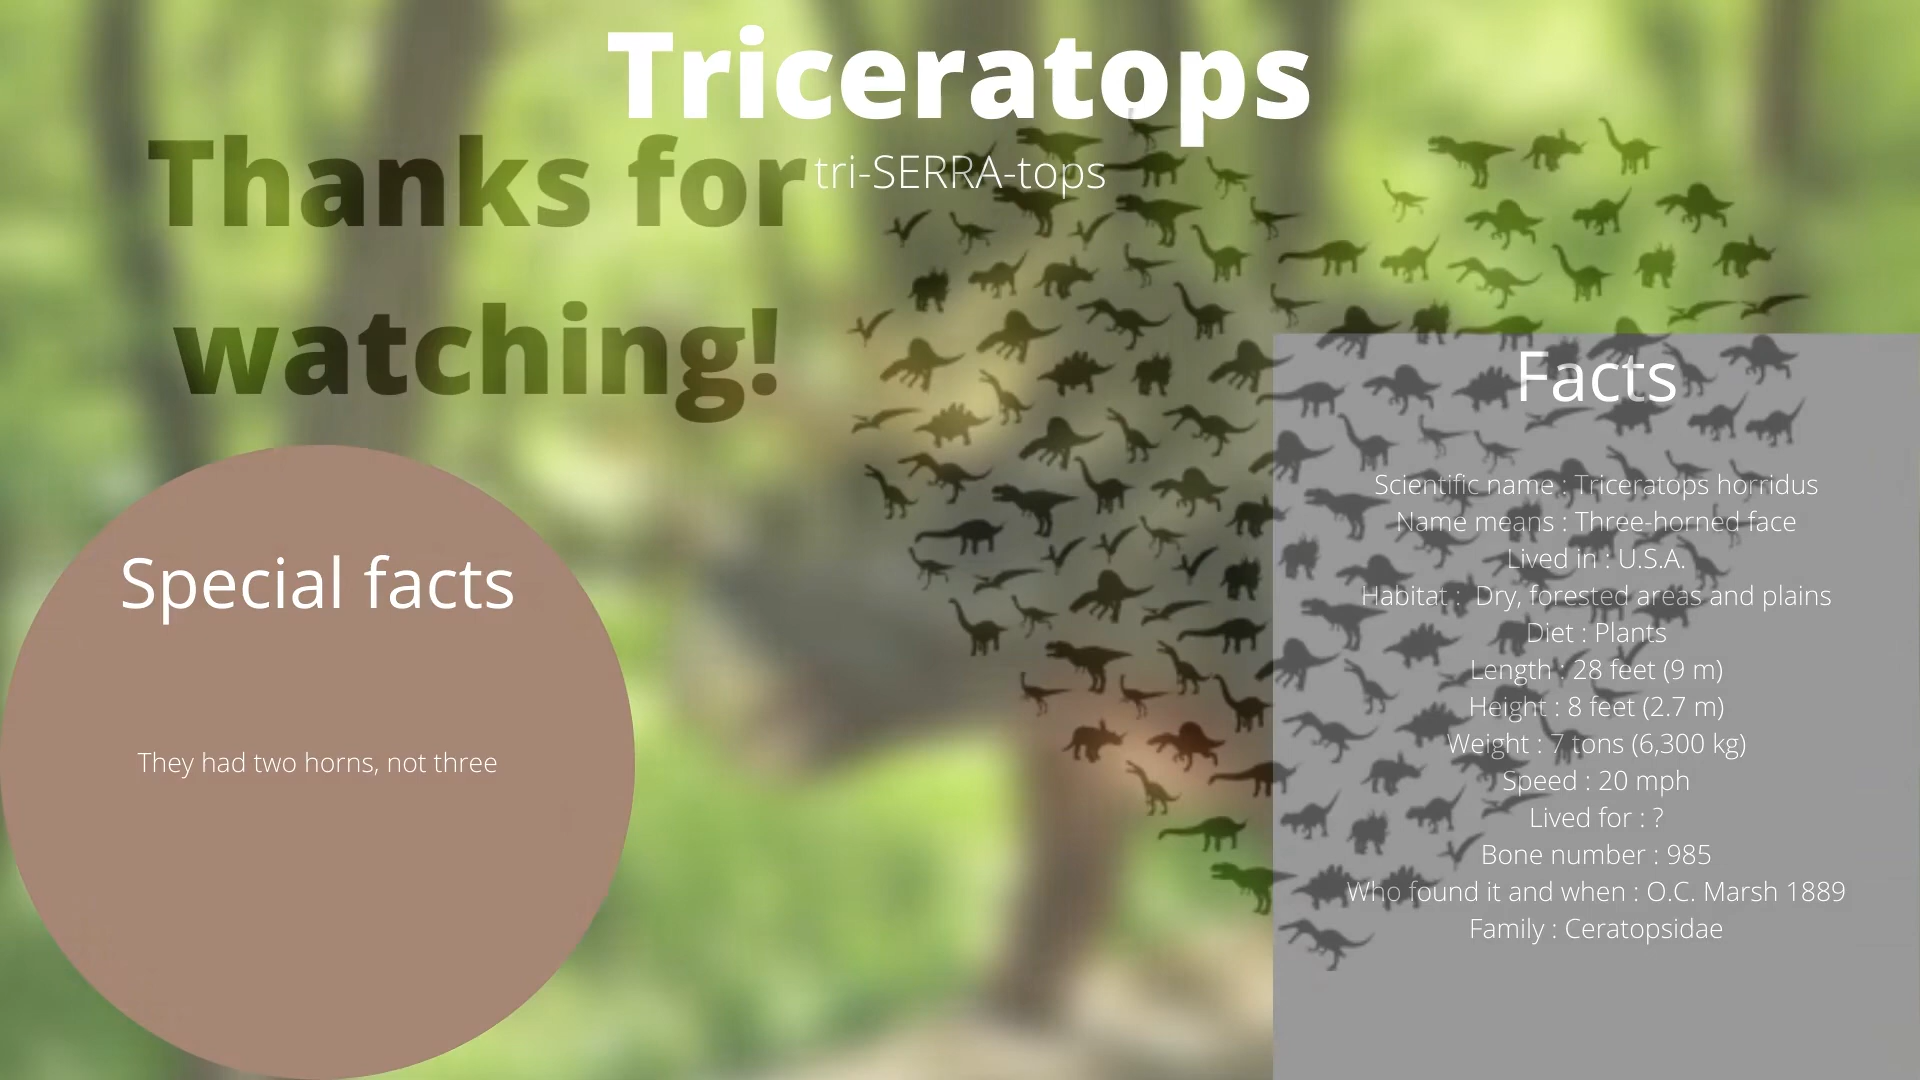 Triceratops
tri-SERRA-tops
Thanks for
watching!
Special facts
They had two horns, not three
Facts
Scientific name : Triceratops horridus
Name means : Three-horned face
Lived in : U.S.A.
Habitat :  Dry, forested areas and plains
Diet : Plants
Length : 28 feet (9 m)
Height : 8 feet (2.7 m)
Weight : 7 tons (6,300 kg)
Speed : 20 mph
Lived for : ?
Bone number : 985
Who found it and when : O.C. Marsh 1889
Family : Ceratopsidae